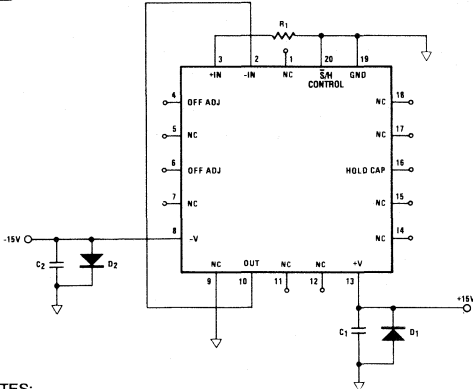 R1
3 2 1 20 19
+IN -IN NC S̅/H GND
CONTROL
4 OFF ADJ
NC 18
5 NC
NC 17
6 OFF ADJ
HOLD CAP 16
7 NC
NC 15
8 -V
NC 14
-15V
C2 D2
NC OUT NC NC +V
9 10 11 12 13
+15V
C1 D1
TES: